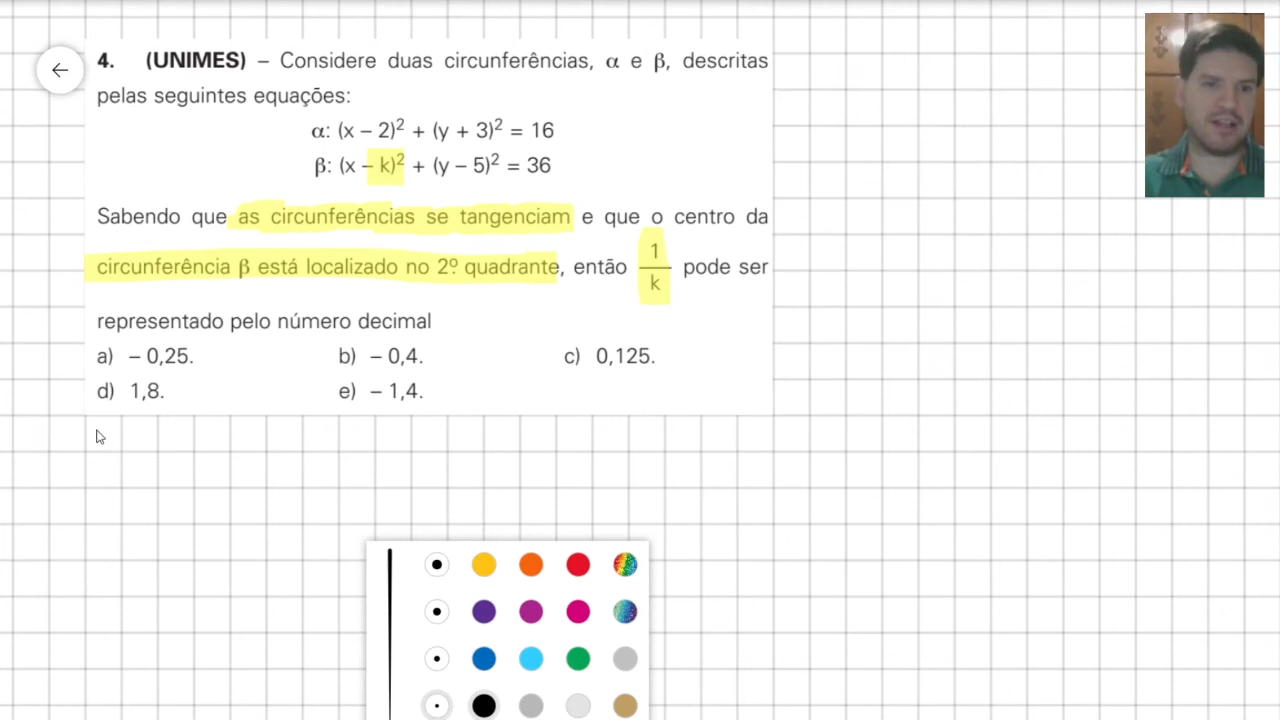 4. (UNIMES) – Considere duas circunferências, α e β, descritas
pelas seguintes equações:
α: (x – 2)² + (y + 3)² = 16
β: (x – k)² + (y – 5)² = 36
Sabendo que as circunferências se tangenciam e que o centro da
circunferência β está localizado no 2º quadrante, então 1/k pode ser
representado pelo número decimal
a) – 0,25. b) – 0,4. c) 0,125.
d) 1,8. e) – 1,4.